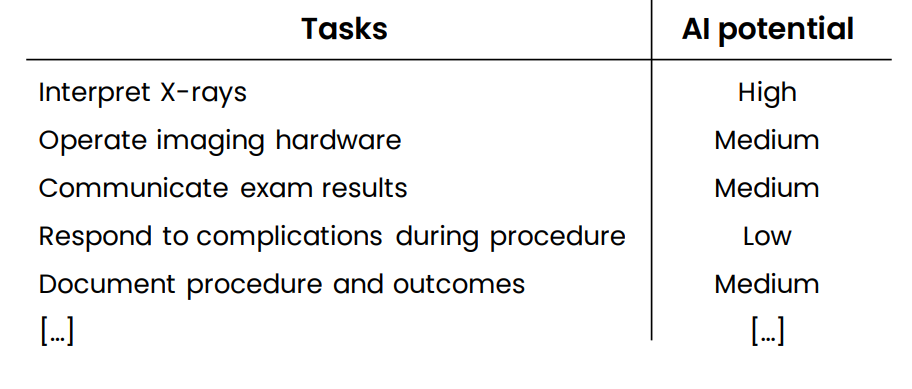 Tasks AI potential
Interpret X-rays High
Operate imaging hardware Medium
Communicate exam results Medium
Respond to complications during procedure Low
Document procedure and outcomes Medium
[...] [...]